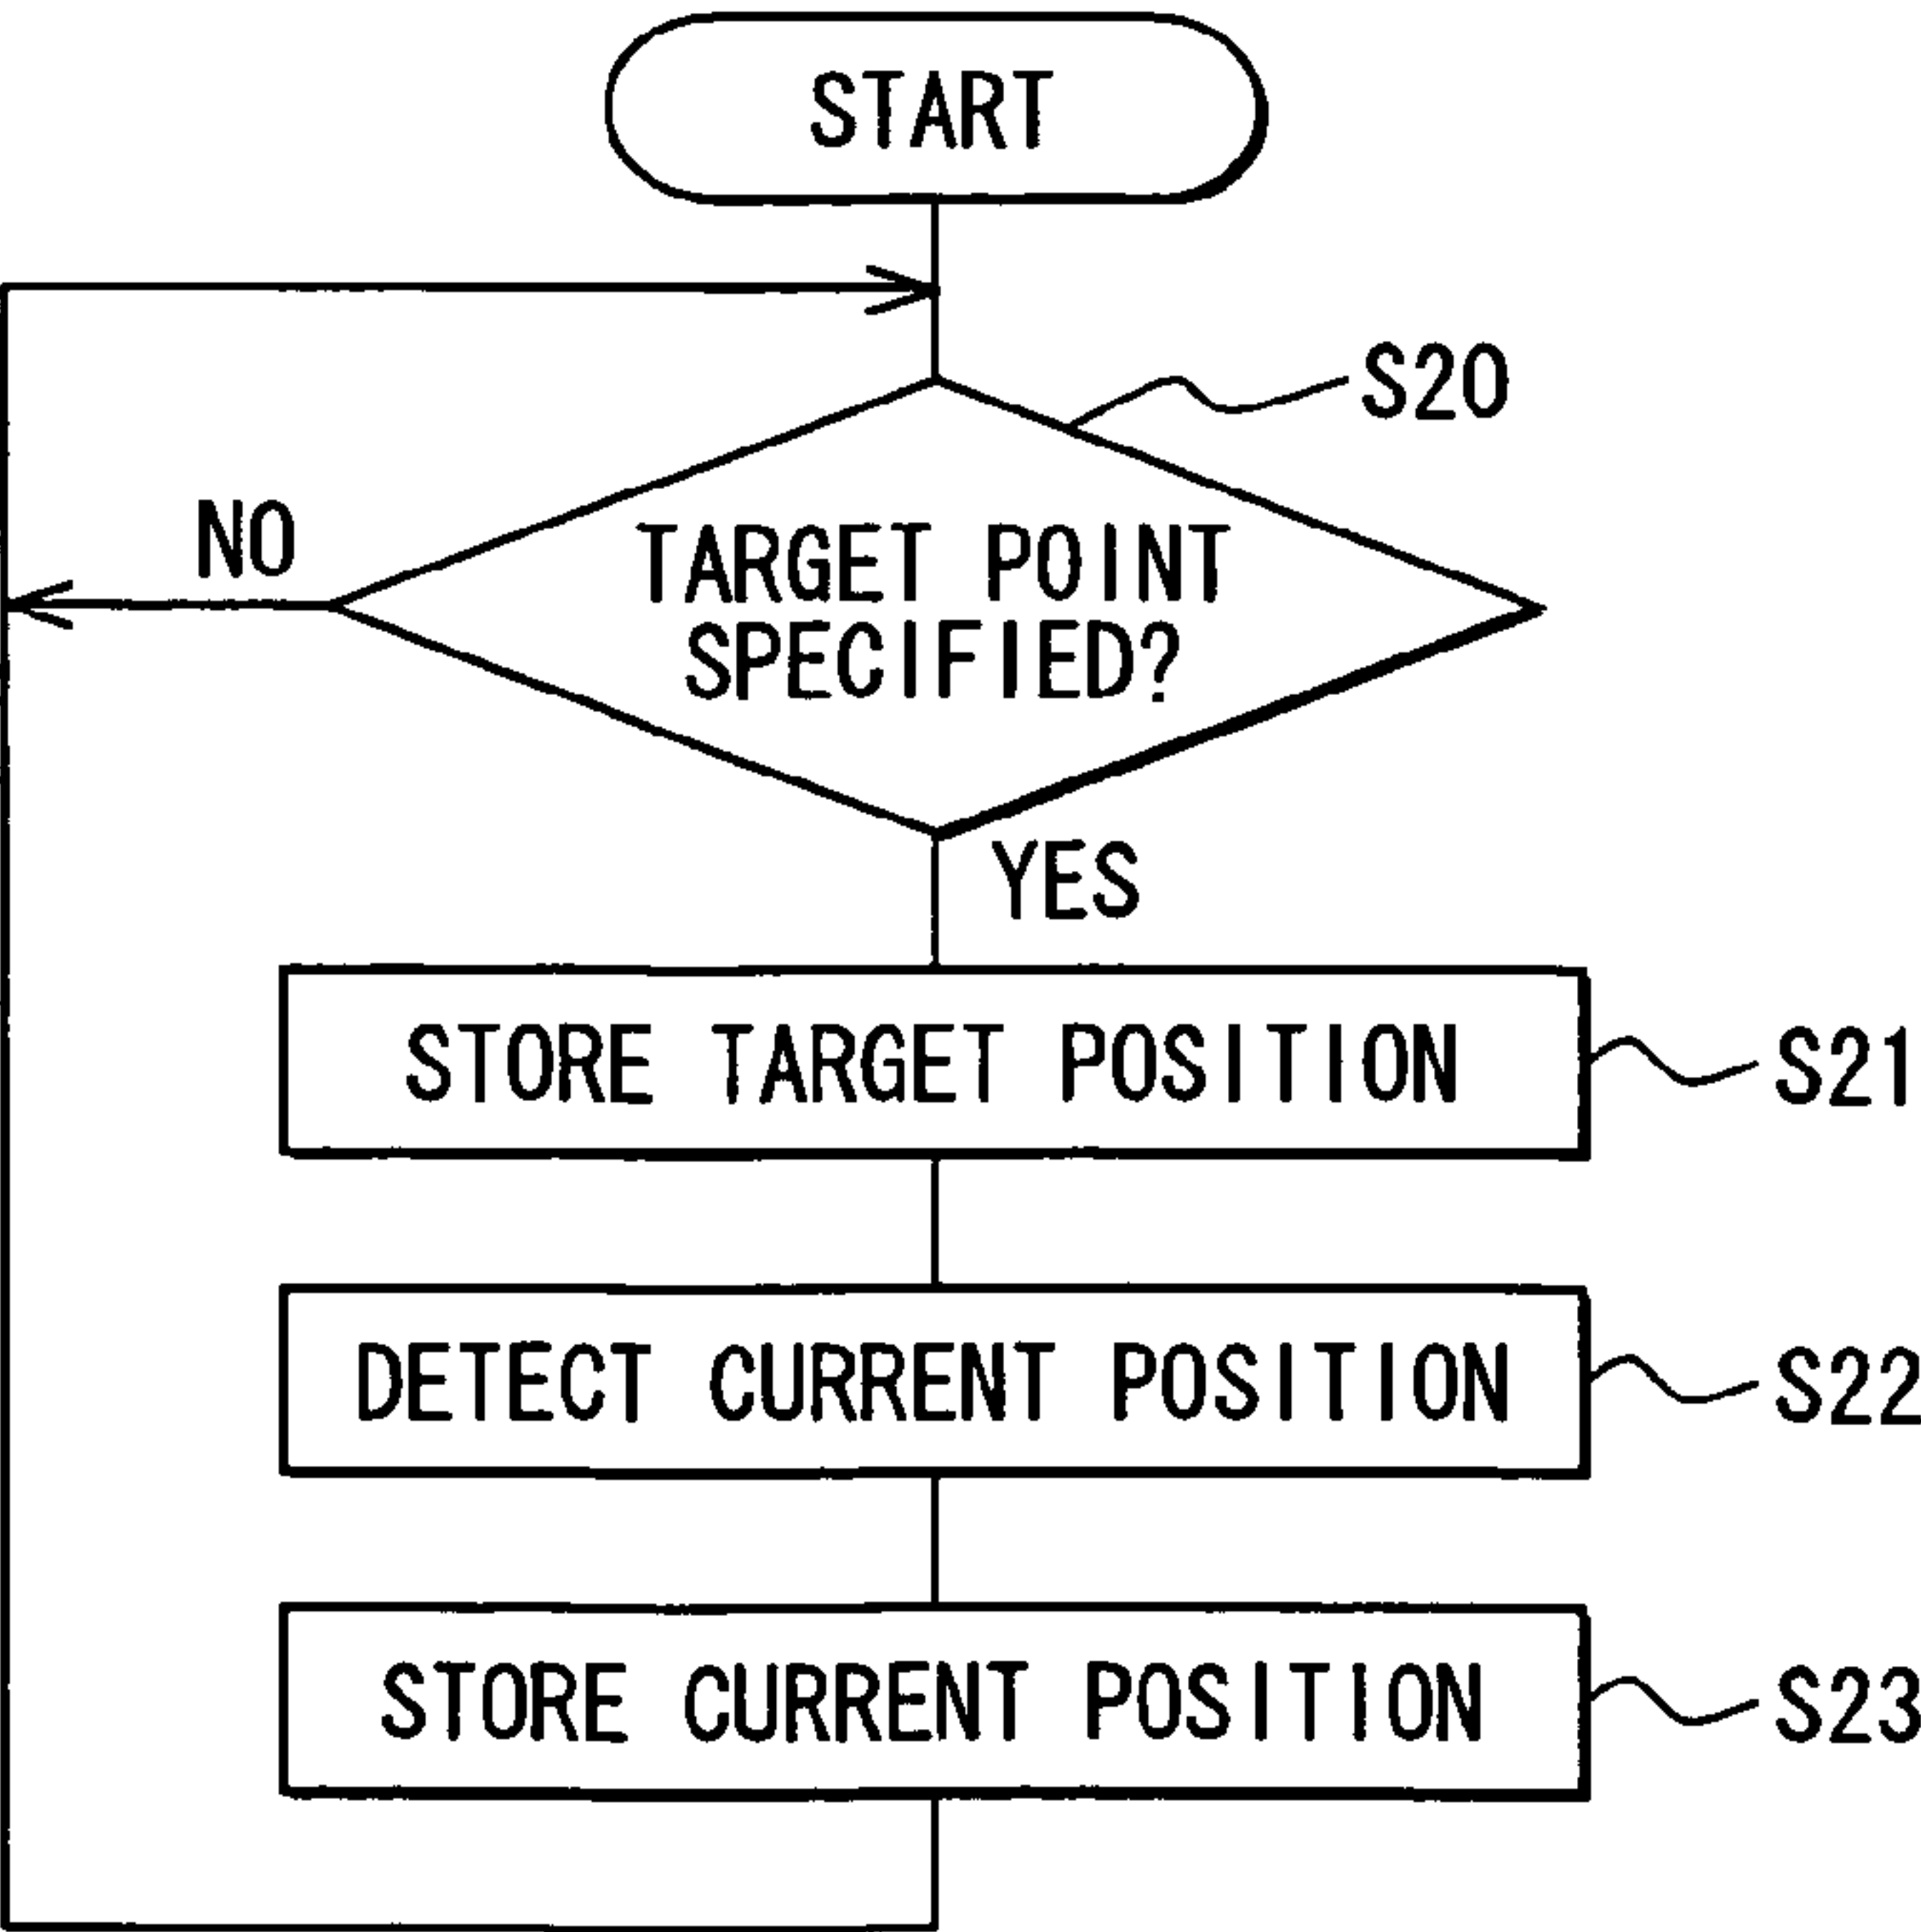 START
S20
NO
TARGET POINT
SPECIFIED?
YES
STORE TARGET POSITION
S21
DETECT CURRENT POSITION
S22
STORE CURRENT POSITION
S23